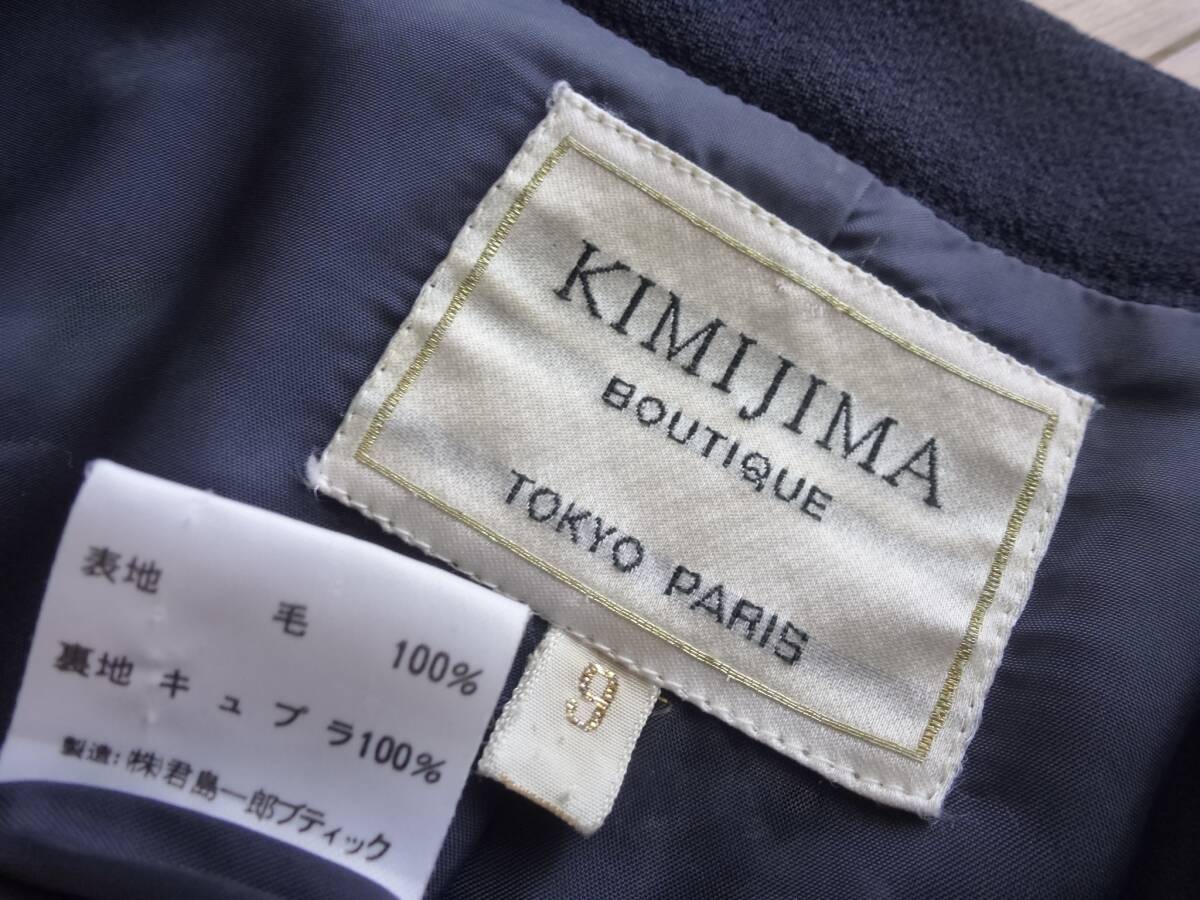 KIMIJIMA
BOUTIQUE
TOKYO PARIS
9
表地 毛 100%
裏地 キュプラ100%
製造:㈱君島一郎ブティック